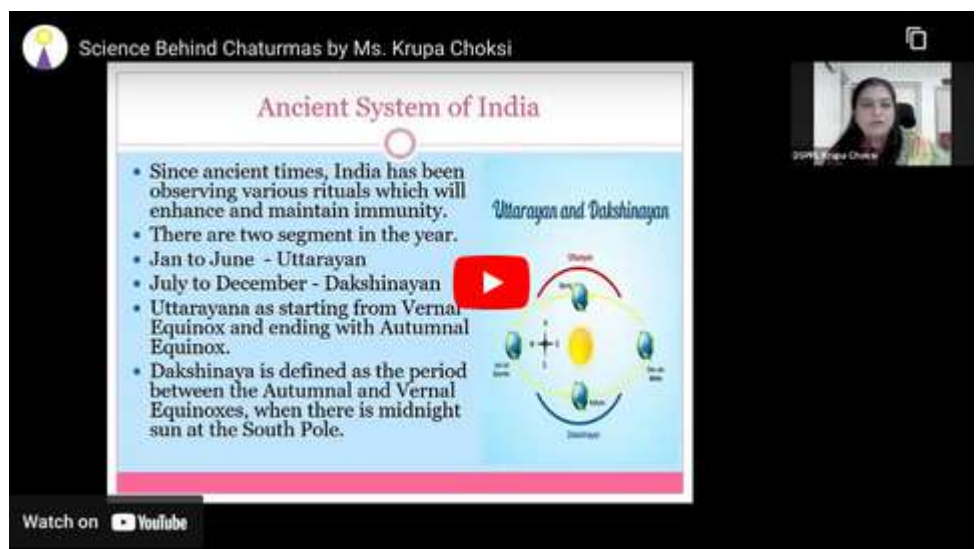 Science Behind Chaturmas by Ms. Krupa Choksi
Ancient System of India
• Since ancient times, India has been
observing various rituals which will
enhance and maintain immunity.
• There are two segment in the year.
• Jan to June - Uttarayan
• July to December - Dakshinayan
• Uttarayana as starting from Vernal
Equinox and ending with Autumnal
Equinox.
• Dakshinaya is defined as the period
between the Autumnal and Vernal
Equinoxes, when there is midnight
sun at the South Pole.
Uttarayan and Dakshinayan
Krupa Choksi
Watch on YouTube